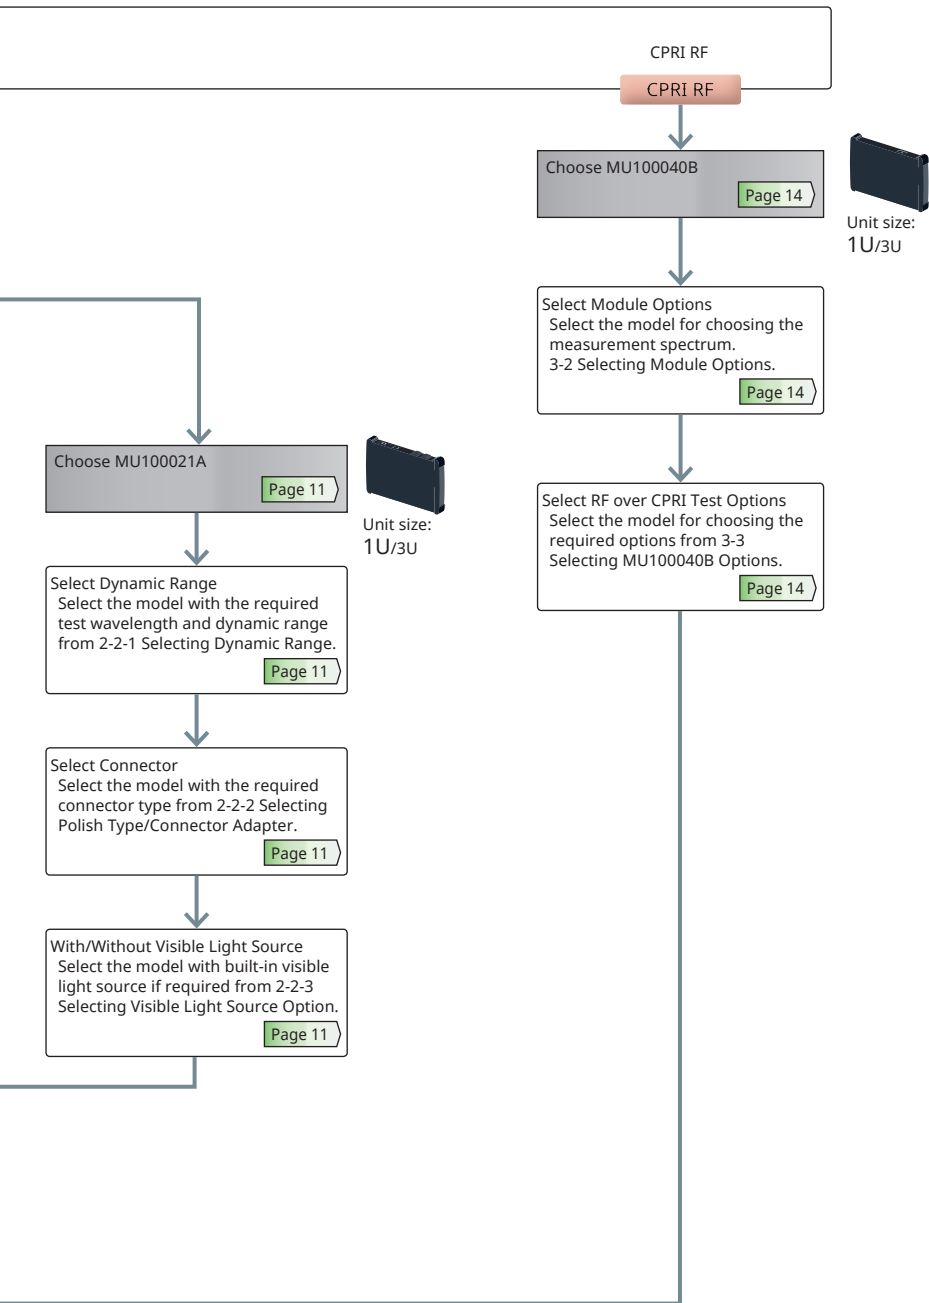 CPRI RF
CPRI RF
Choose MU100040B
Page 14
Unit size:
1U/3U
Select Module Options
Select the model for choosing the
measurement spectrum.
3-2 Selecting Module Options.
Page 14
Select RF over CPRI Test Options
Select the model for choosing the
required options from 3-3
Selecting MU100040B Options.
Page 14
Choose MU100021A
Page 11
Unit size:
1U/3U
Select Dynamic Range
Select the model with the required
test wavelength and dynamic range
from 2-2-1 Selecting Dynamic Range.
Page 11
Select Connector
Select the model with the required
connector type from 2-2-2 Selecting
Polish Type/Connector Adapter.
Page 11
With/Without Visible Light Source
Select the model with built-in visible
light source if required from 2-2-3
Selecting Visible Light Source Option.
Page 11